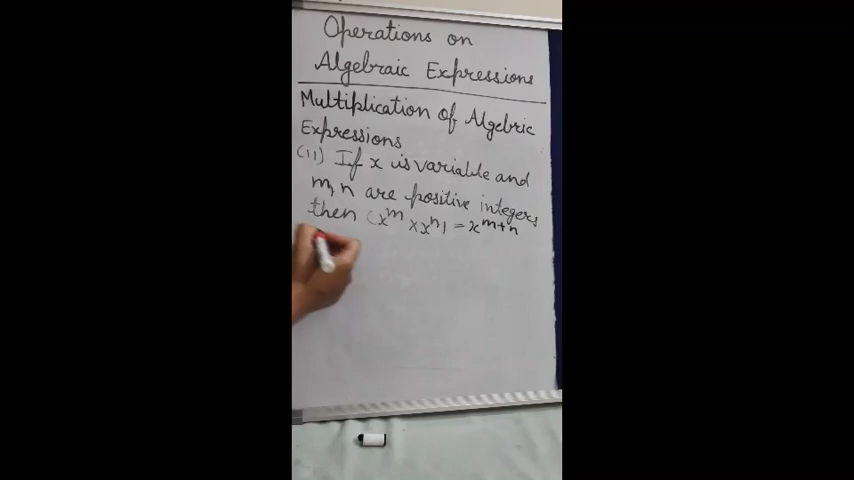 Operations on
Algebraic Expressions
Multiplication of Algebric
Expressions
(ii) If x is variable and
m, n are positive integers
then (x^m × x^n) = x^m+n